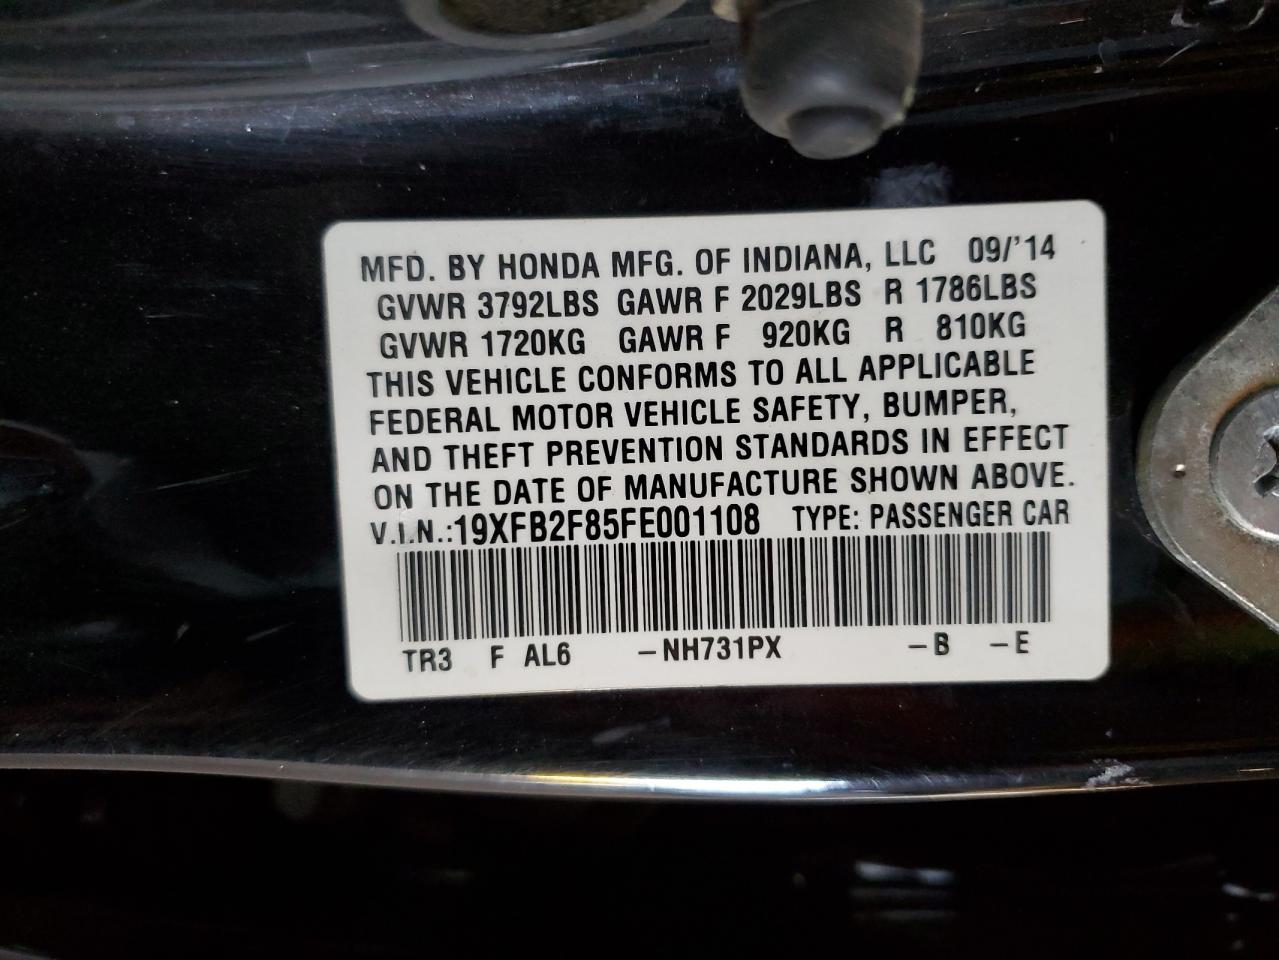 MFD. BY HONDA MFG. OF INDIANA, LLC 09/'14
GVWR 3792LBS GAWR F 2029LBS R 1786LBS
GVWR 1720KG GAWR F 920KG R 810KG
THIS VEHICLE CONFORMS TO ALL APPLICABLE
FEDERAL MOTOR VEHICLE SAFETY, BUMPER,
AND THEFT PREVENTION STANDARDS IN EFFECT
ON THE DATE OF MANUFACTURE SHOWN ABOVE.
V.I.N.:19XFB2F85FE001108 TYPE: PASSENGER CAR
TR3 F AL6 -NH731PX -B -E